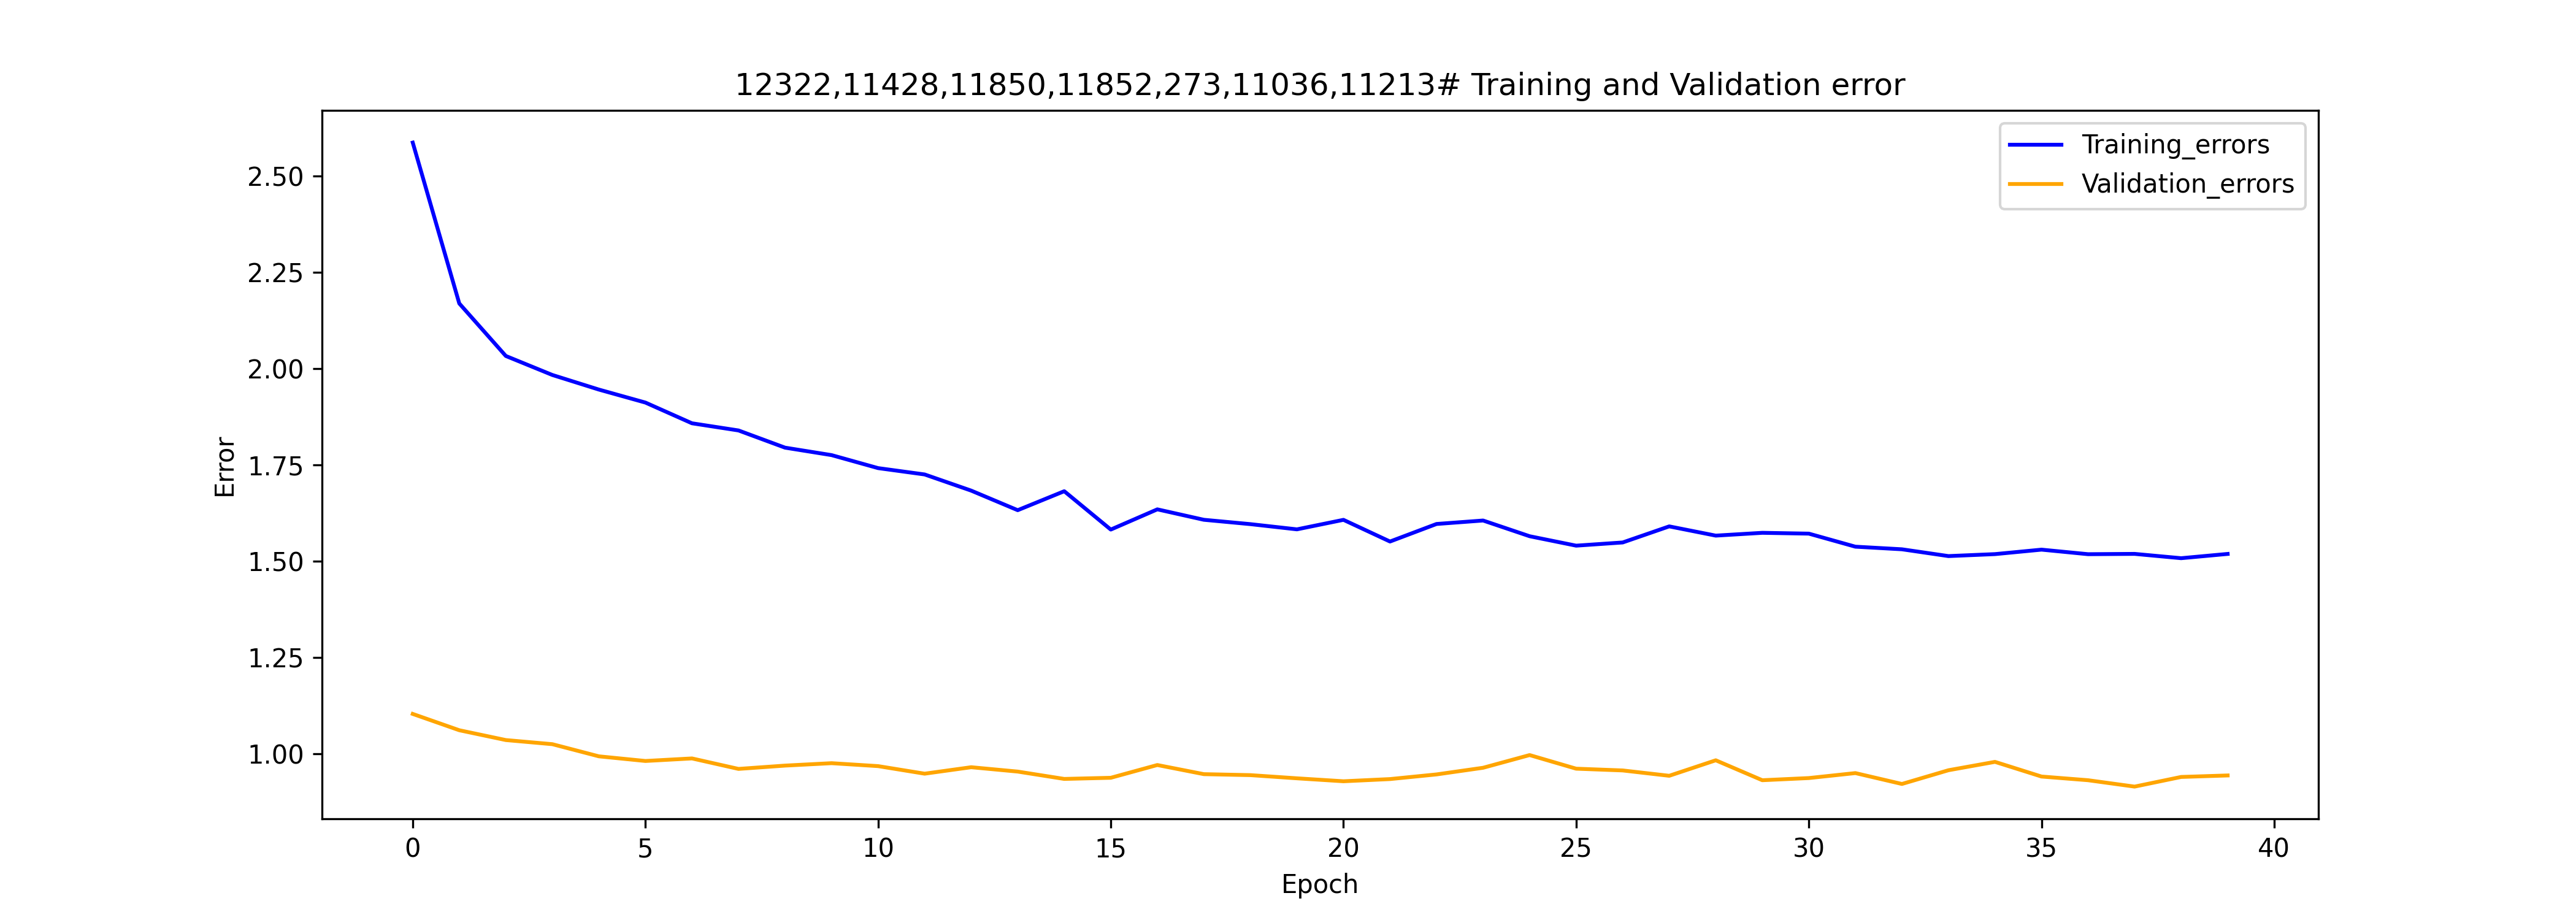 12322,11428,11850,11852,273,11036,11213# Training and Validation error
Training_errors
Validation_errors
Error
2.50
2.25
2.00
1.75
1.50
1.25
1.00
0 5 10 15 20 25 30 35 40
Epoch